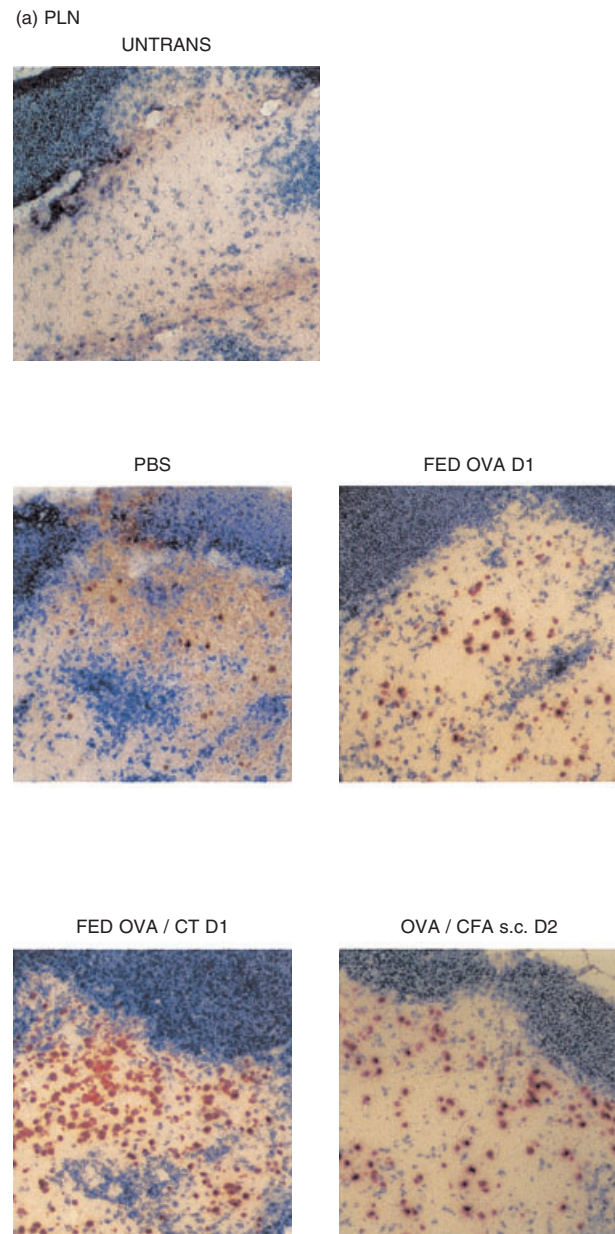 (a) PLN
UNTRANS
PBS
FED OVA D1
FED OVA / CT D1
OVA / CFA s.c. D2